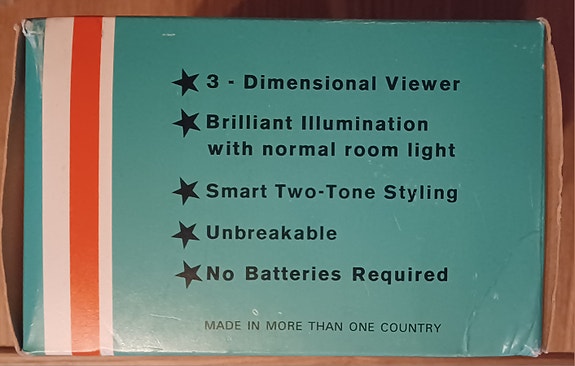 3 - Dimensional Viewer
Brilliant Illumination
with normal room light
Smart Two-Tone Styling
Unbreakable
No Batteries Required
MADE IN MORE THAN ONE COUNTRY